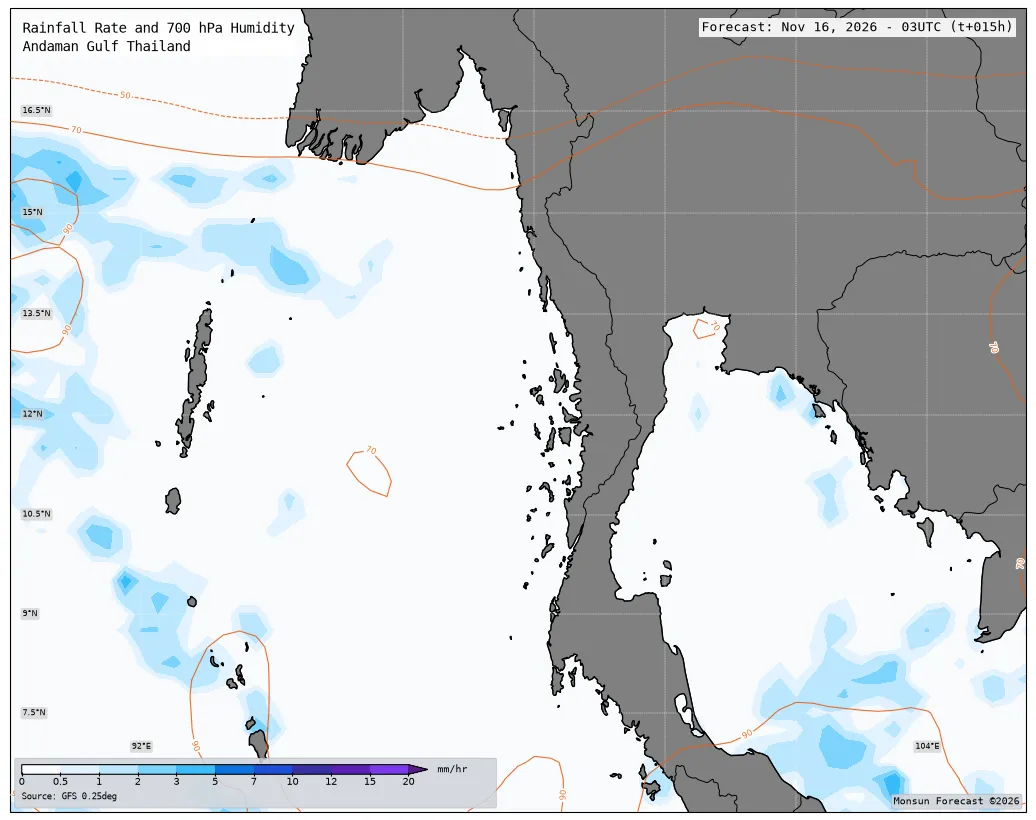 Rainfall Rate and 700 hPa Humidity
Andaman Gulf Thailand
Forecast: Nov 16, 2026 - 03UTC (t+015h)
50
16.5°N
70
15°N
90
13.5°N
70
90
70
12°N
70
10.5°N
70
9°N
7.5°N
92°E
90
90
104°E
90
mm/hr
0 0.5 1 2 3 5 7 10 12 15 20
Source: GFS 0.25deg
Monsun Forecast ©2026